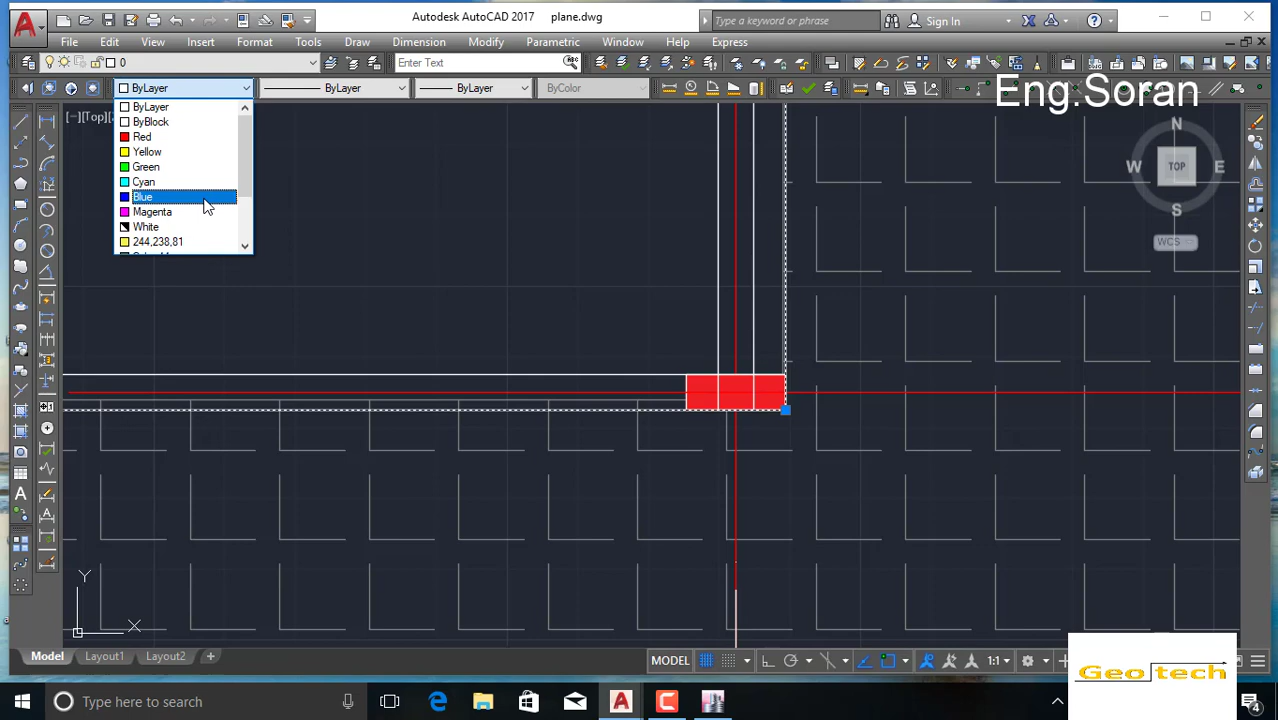 Autodesk AutoCAD 2017 plane.dwg
Type a keyword or phrase
Sign In
File Edit View Insert Format Tools Draw Dimension Modify Parametric Window Help Express
0
Enter Text
ABC
ByLayer
ByLayer
ByLayer
ByColor
Eng.Soran
[−][Top][
ByLayer
ByBlock
Red
Yellow
Green
Cyan
Blue
Magenta
White
244,238,81
N
W TOP E
S
WCS
Y
X
Model Layout1 Layout2 +
MODEL
1:1
Geotech
Type here to search
4